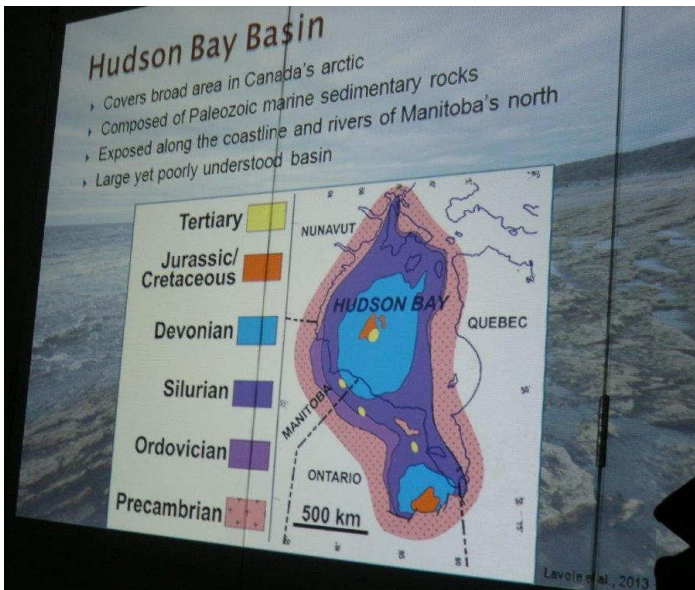 Hudson Bay Basin
Covers broad area in Canada's arctic
Composed of Paleozoic marine sedimentary rocks
Exposed along the coastline and rivers of Manitoba's north
Large yet poorly understood basin
Tertiary
Jurassic/
Cretaceous
Devonian
Silurian
Ordovician
Precambrian
NUNAVUT
HUDSON BAY
QUEBEC
MANITOBA
ONTARIO
500 km
Lavoie et al., 2013